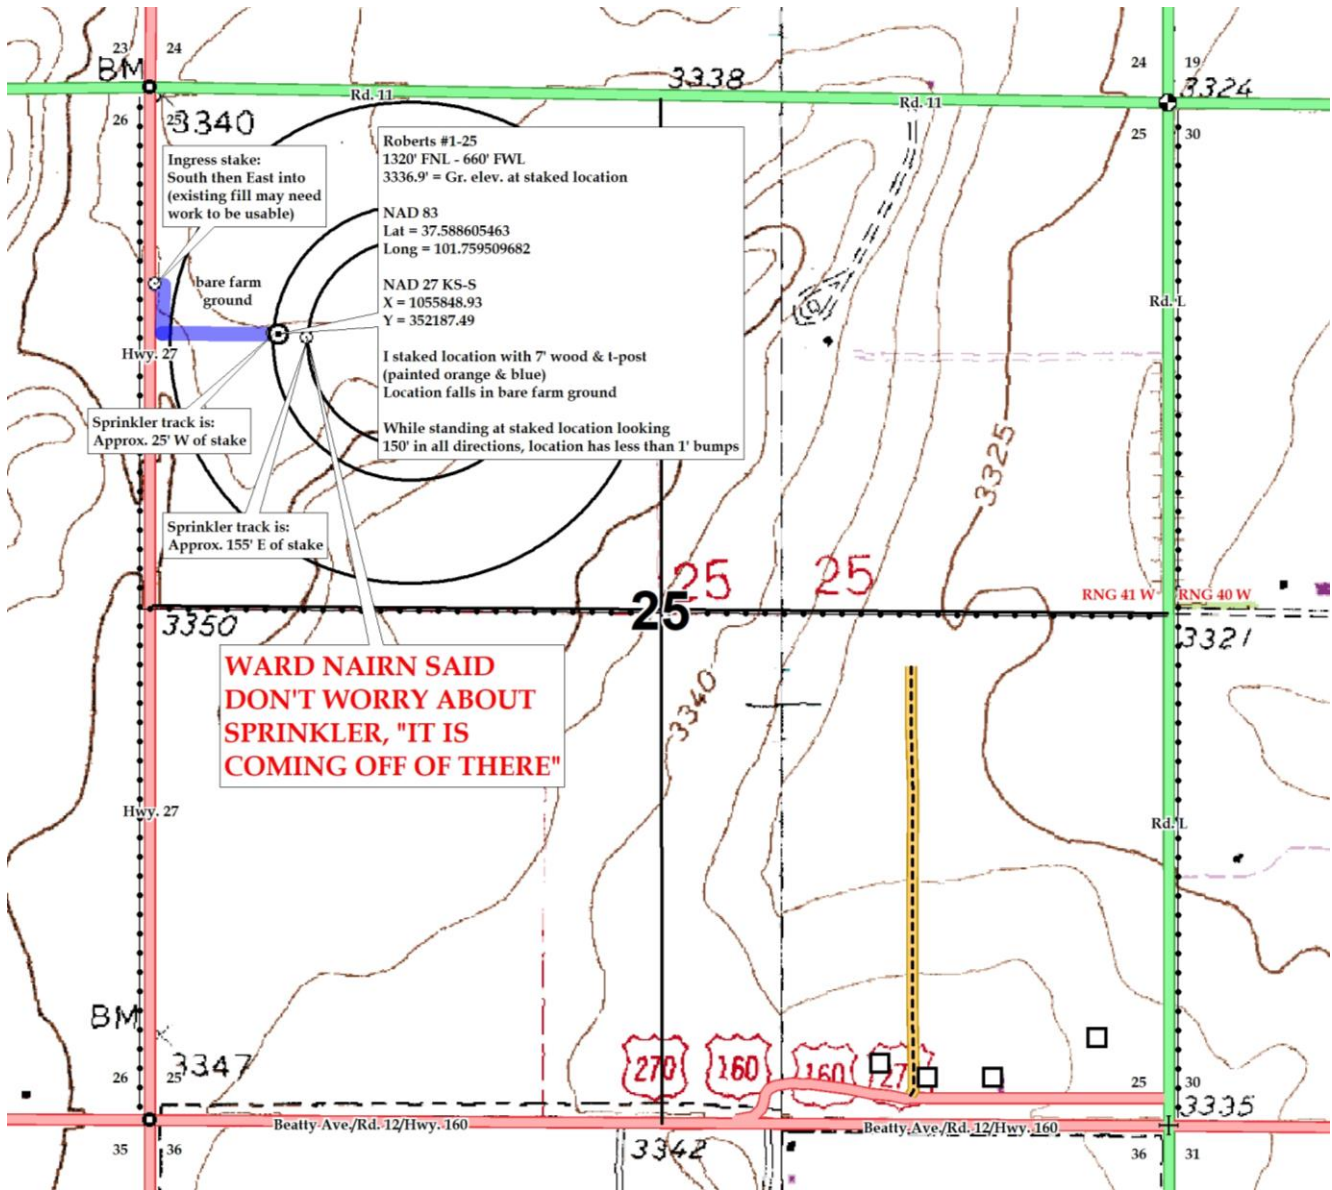 23
24
24
19
BM
3338
3324
Rd. 11
Rd. 11
26
25
3340
25
30
Ingress stake:
South then East into
(existing fill may need
work to be usable)
Roberts #1-25
1320' FNL - 660' FWL
3336.9' = Gr. elev. at staked location
NAD 83
Lat = 37.588605463
Long = 101.759509682
NAD 27 KS-S
X = 1055848.93
Y = 352187.49
I staked location with 7' wood & t-post
(painted orange & blue)
Location falls in bare farm ground
While standing at staked location looking
150' in all directions, location has less than 1' bumps
bare farm
ground
Rd. L
Hwy. 27
Sprinkler track is:
Approx. 25' W of stake
3325
Sprinkler track is:
Approx. 155' E of stake
25
25
25
RNG 41 W
RNG 40 W
3350
3321
WARD NAIRN SAID
DON'T WORRY ABOUT
SPRINKLER, "IT IS
COMING OFF OF THERE"
3340
Hwy. 27
Rd. L
BM
3347
270
160
160
27
26
25
25
30
3335
Beatty Ave./Rd. 12/Hwy. 160
Beatty Ave./Rd. 12/Hwy. 160
35
36
3342
36
31